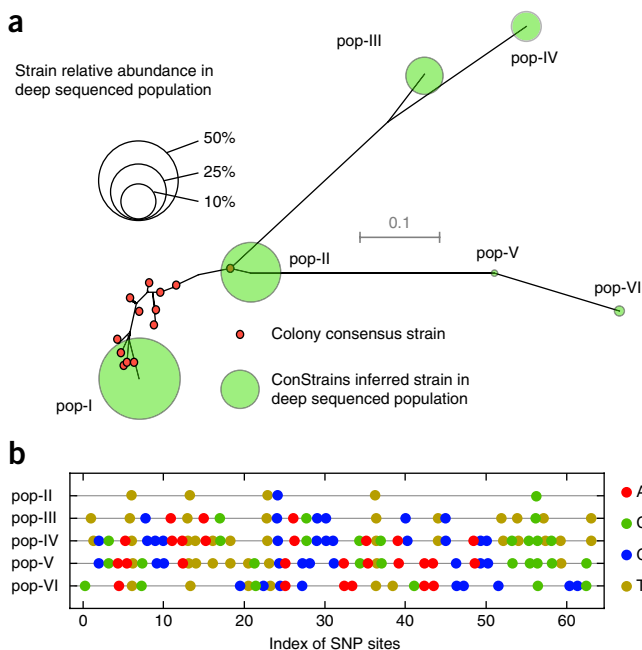 a
Strain relative abundance in
deep sequenced population
50%
25%
10%
pop-III
pop-IV
0.1
pop-II
pop-V
pop-VI
pop-I
Colony consensus strain
ConStrains inferred strain in
deep sequenced population
b
pop-II
pop-III
pop-IV
pop-V
pop-VI
A
T
0 10 20 30 40 50 60
Index of SNP sites